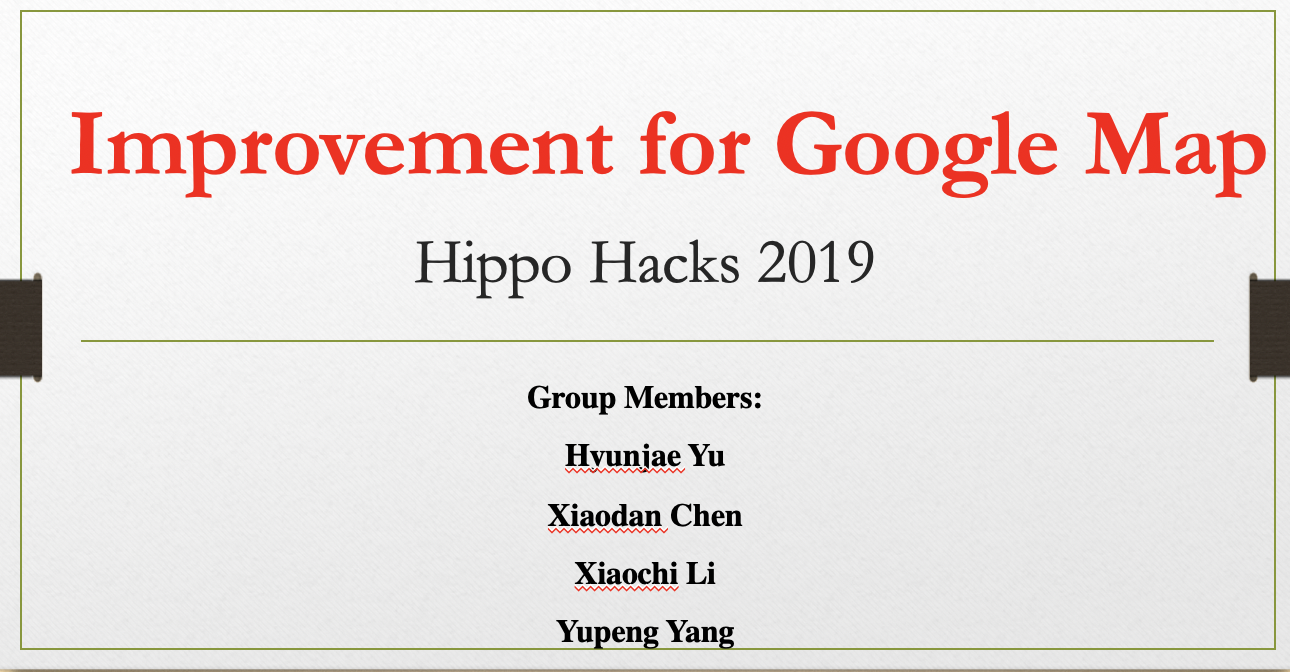 Improvement for Google Map
Hippo Hacks 2019
Group Members:
Hyunjae Yu
Xiaodan Chen
Xiaochi Li
Yupeng Yang